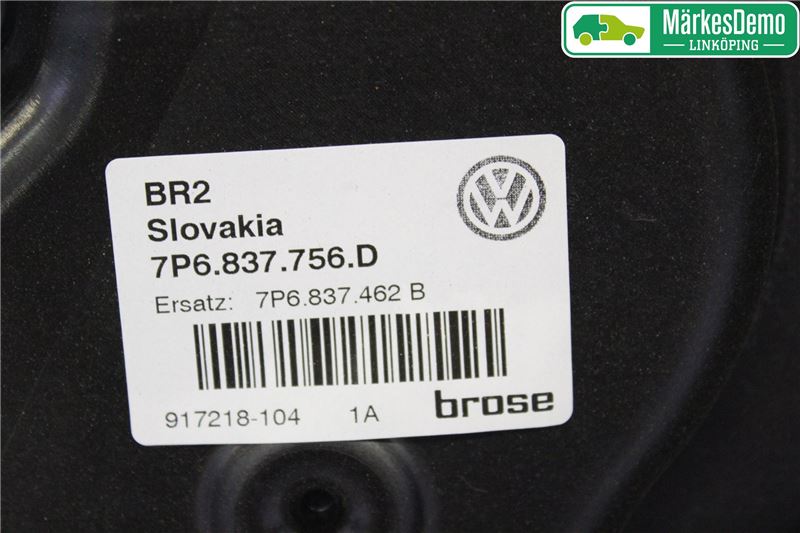 MärkesDemo
LINKÖPING
BR2
Slovakia
7P6.837.756.D
Ersatz: 7P6.837.462 B
917218-104 1A brose